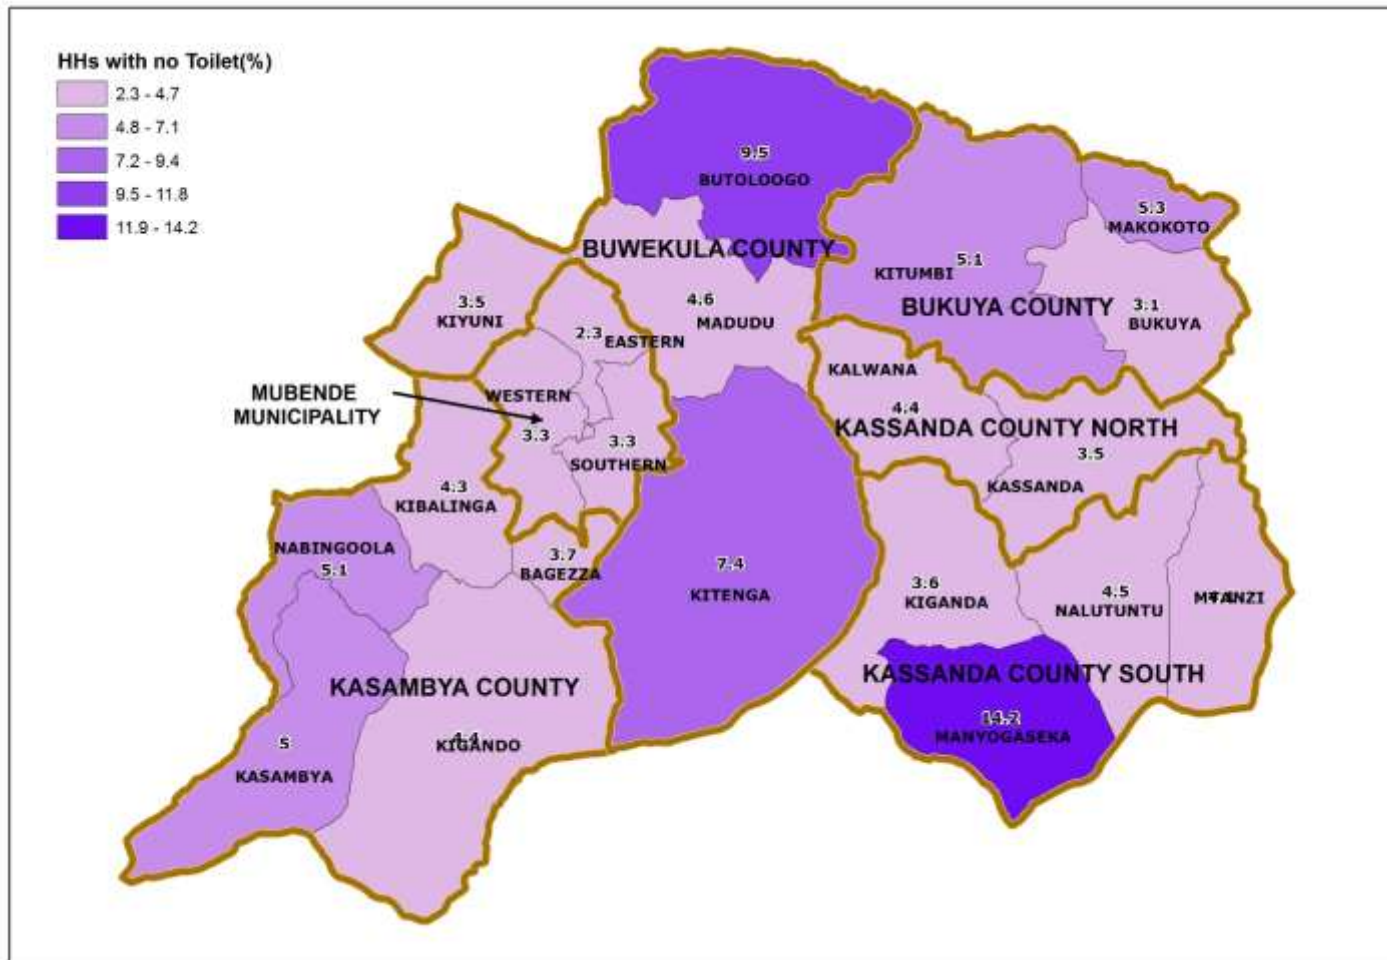 HHs with no Toilet(%)
2.3 - 4.7
4.8 - 7.1
7.2 - 9.4
9.5 - 11.8
11.9 - 14.2
9.5
BUTOLOOGO
BUWEKULA COUNTY
4.6
MADUDU
5.3
MAKOKOTO
5.1
KITUMBI
BUKUYA COUNTY
3.1
BUKUYA
3.5
KIYUNI
2.3
EASTERN
MUBENDE
MUNICIPALITY
WESTERN
3.3
3.3
SOUTHERN
KALWANA
4.4
KASSANDA COUNTY NORTH
3.5
KASSANDA
4.3
KIBALINGA
NABINGOOLA
5.1
3.7
BAGEZZA
7.4
KITENGA
3.6
KIGANDA
4.5
NALUTUNTU
KASSANDA COUNTY SOUTH
14.2
MANYOGASEKA
KASAMBYA COUNTY
4.4
KIGANDO
5
KASAMBYA